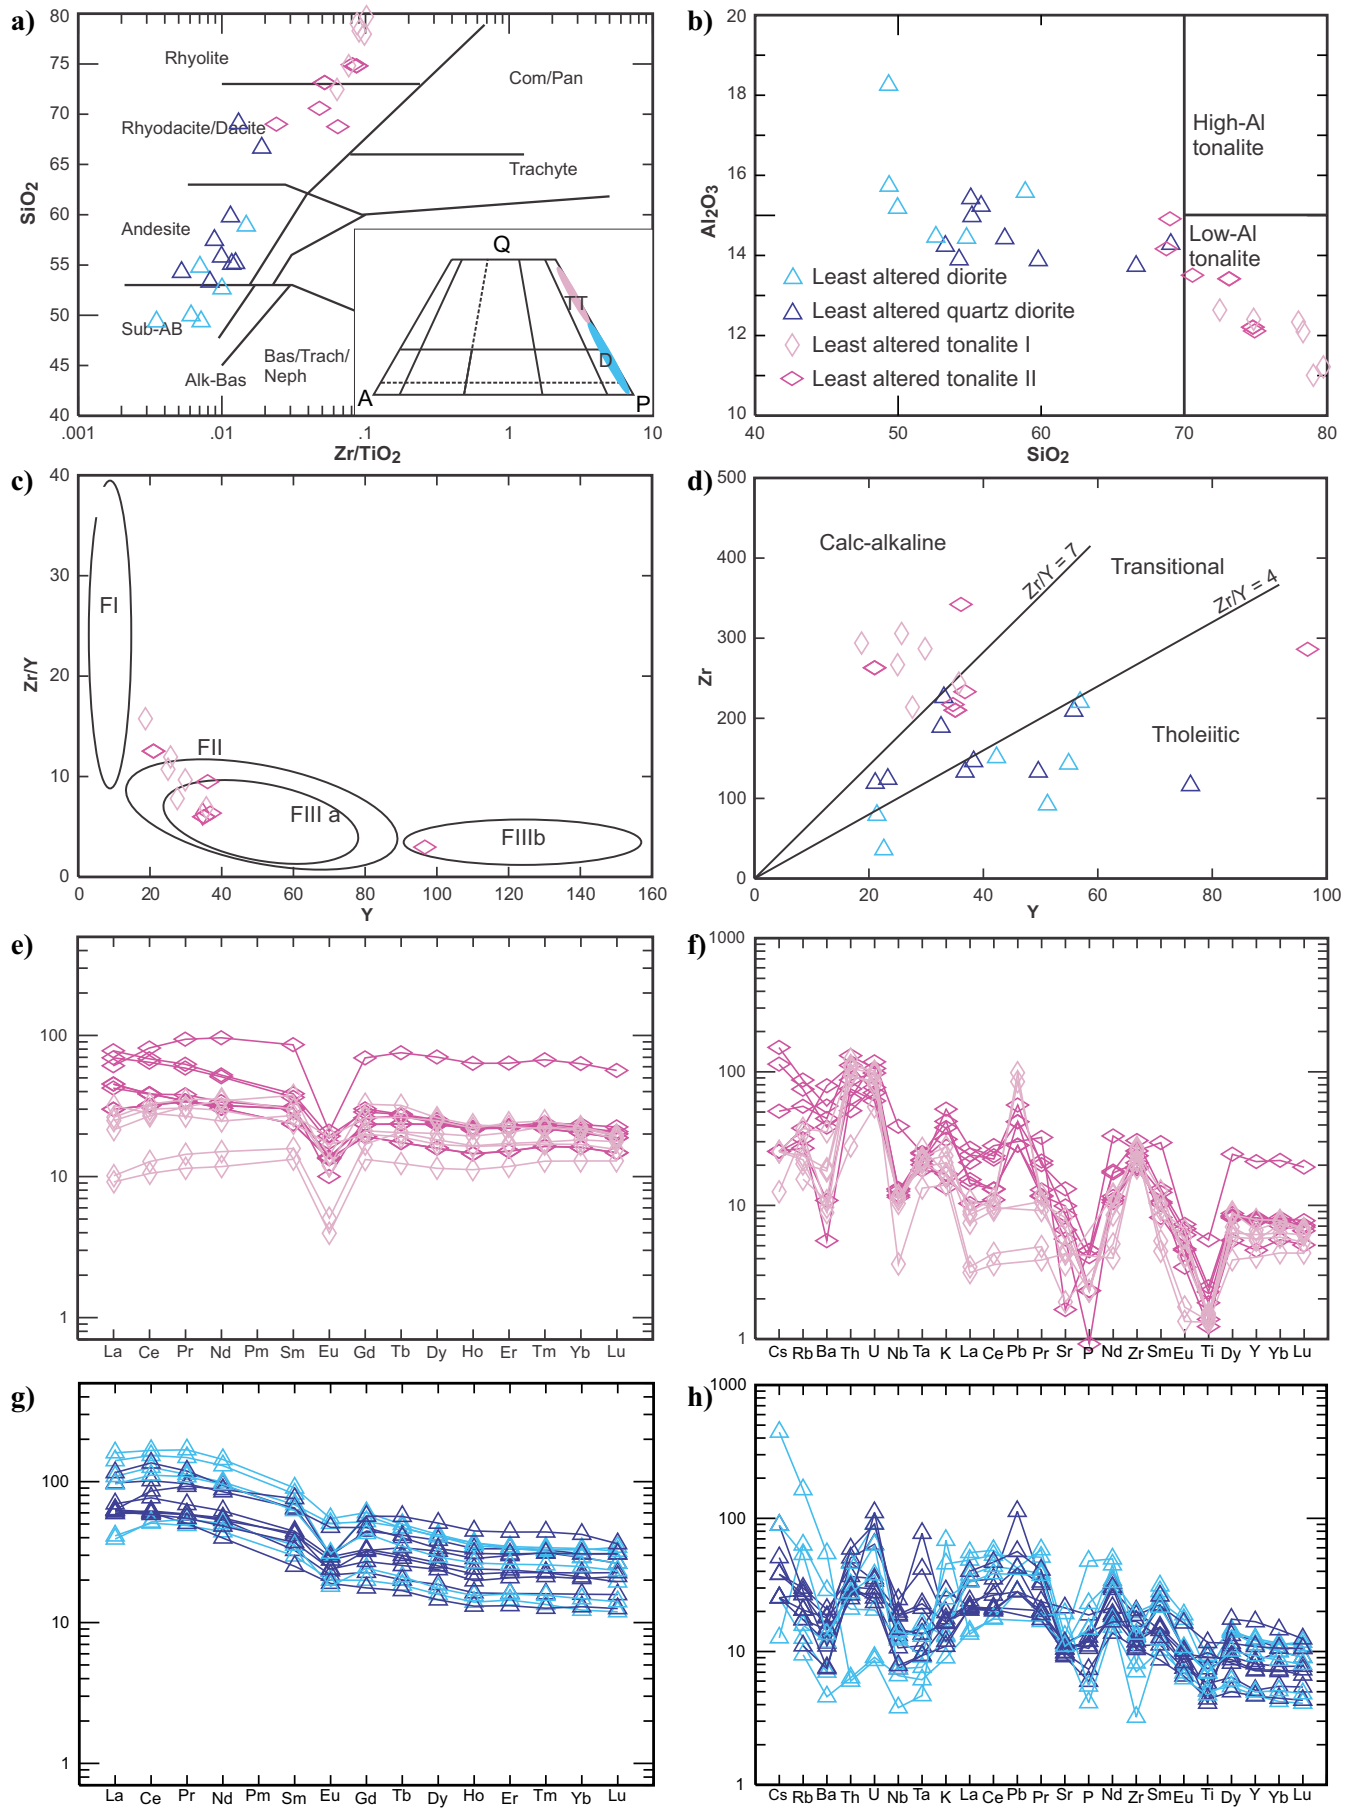 a)
80
75
70
65
60
55
50
45
40
SiO2
Rhyolite
Com/Pan
Rhyodacite/Dacite
Trachyte
Andesite
Sub-AB
Alk-Bas
Bas/Trach/
Neph
Q
TT
D
A
P
.001
.01
.1
1
10
Zr/TiO2
b)
20
18
16
14
12
10
Al2O3
High-Al
tonalite
Low-Al
tonalite
Least altered diorite
Least altered quartz diorite
Least altered tonalite I
Least altered tonalite II
40
50
60
70
80
SiO2
c)
40
30
20
10
0
Zr/Y
FI
FII
FIII a
FIIIb
0
20
40
60
80
100
120
140
160
Y
d)
500
400
300
200
100
0
Zr
Calc-alkaline
Zr/Y = 7
Transitional
Zr/Y = 4
Tholeiitic
0
20
40
60
80
100
Y
e)
100
10
1
La Ce Pr Nd Pm Sm Eu Gd Tb Dy Ho Er Tm Yb Lu
f)
1000
100
10
1
Cs Rb Ba Th U Nb Ta K La Ce Pb Pr Sr P Nd Zr Sm Eu Ti Dy Y Yb Lu
g)
100
10
1
La Ce Pr Nd Pm Sm Eu Gd Tb Dy Ho Er Tm Yb Lu
h)
1000
100
10
1
Cs Rb Ba Th U Nb Ta K La Ce Pb Pr Sr P Nd Zr Sm Eu Ti Dy Y Yb Lu